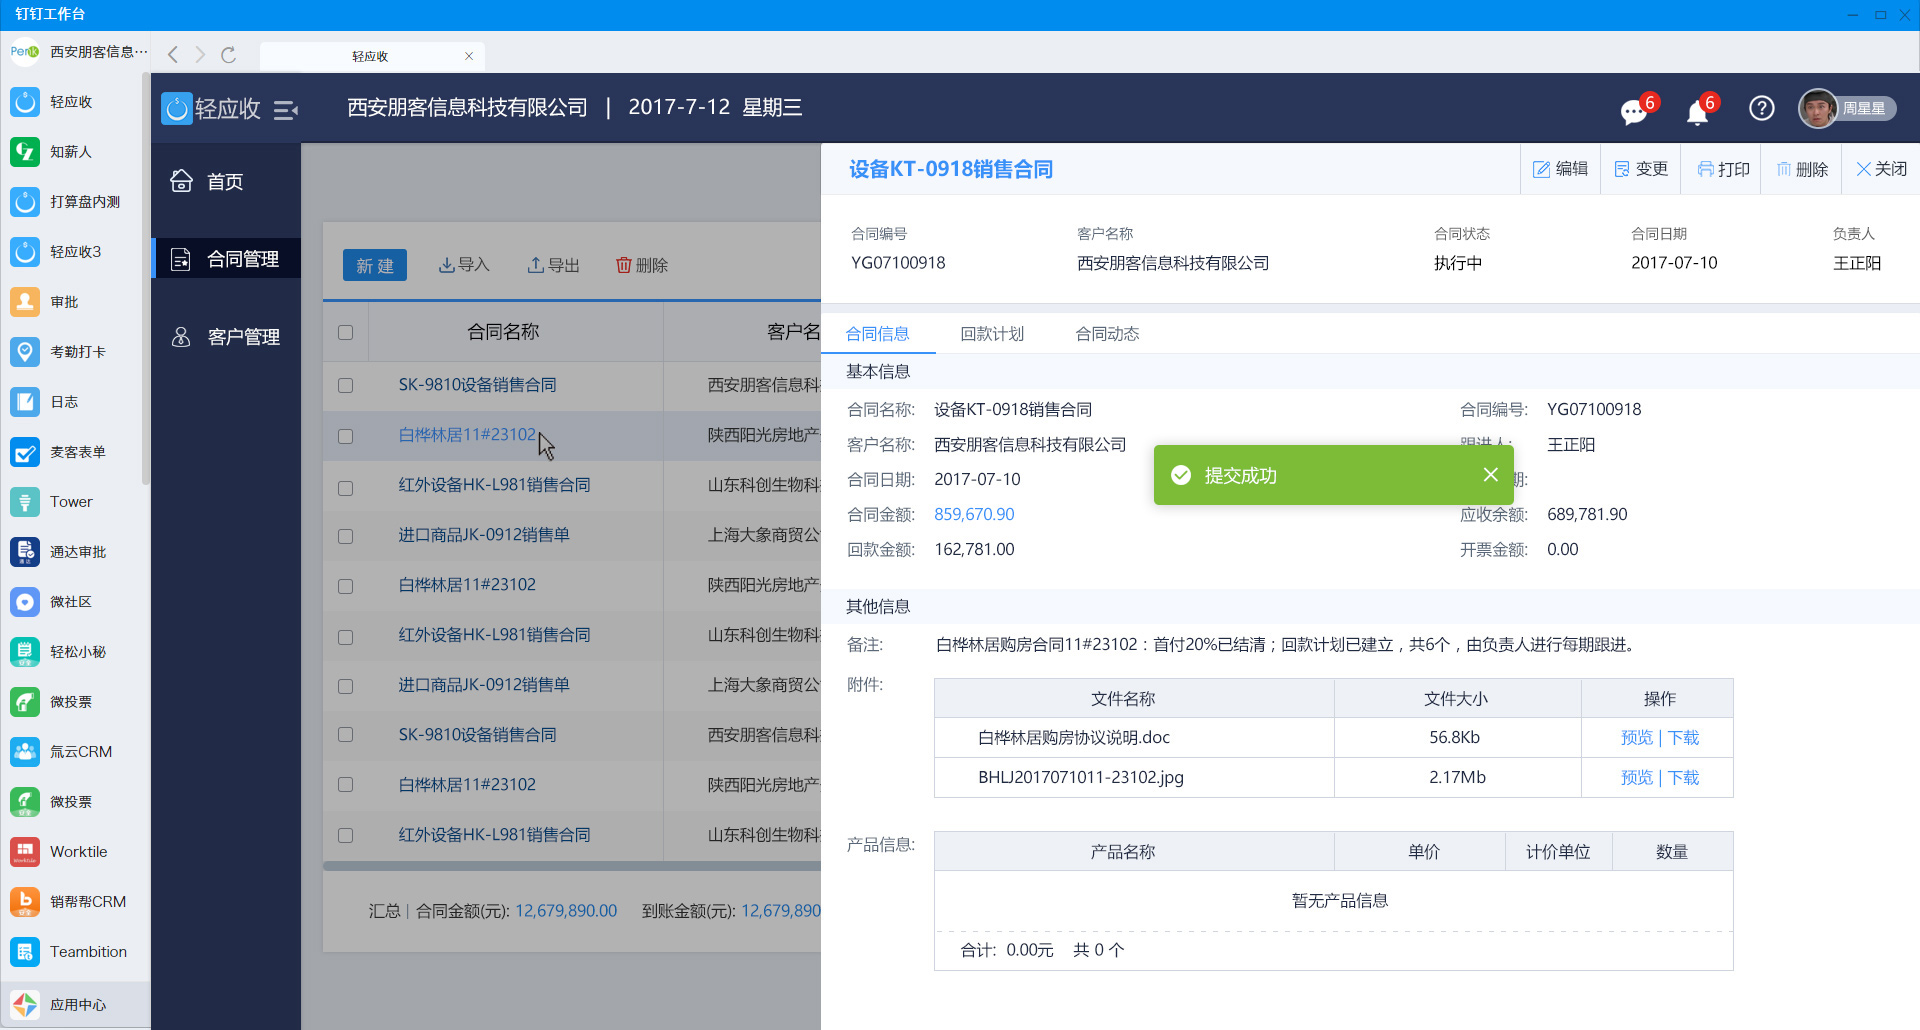 钉钉工作台
Penk 西安朋客信息…
轻应收
轻应收
知薪人
打算盘内测
轻应收3
审批
考勤打卡
日志
麦客表单
Tower
通达审批
微社区
轻松小秘
微投票
氚云CRM
微投票
Worktile
销帮帮CRM
Teambition
应用中心
轻应收
西安朋客信息科技有限公司 | 2017-7-12 星期三
6
6
周星星
首页
合同管理
客户管理
新 建 导入 导出 删除
合同名称 客户名
SK-9810设备销售合同 西安朋客信息科
白桦林居11#23102 陕西阳光房地产
红外设备HK-L981销售合同 山东科创生物科
进口商品JK-0912销售单 上海大象商贸公
白桦林居11#23102 陕西阳光房地产
红外设备HK-L981销售合同 山东科创生物科
进口商品JK-0912销售单 上海大象商贸公
SK-9810设备销售合同 西安朋客信息科
白桦林居11#23102 陕西阳光房地产
红外设备HK-L981销售合同 山东科创生物科
汇总 | 合同金额(元): 12,679,890.00 到账金额(元): 12,679,890
设备KT-0918销售合同
编辑 变更 打印 删除 关闭
合同编号 客户名称 合同状态 合同日期 负责人
YG07100918 西安朋客信息科技有限公司 执行中 2017-07-10 王正阳
合同信息 回款计划 合同动态
基本信息
合同名称: 设备KT-0918销售合同 合同编号: YG07100918
客户名称: 西安朋客信息科技有限公司 跟进人: 王正阳
合同日期: 2017-07-10 期:
提交成功
合同金额: 859,670.90 应收余额: 689,781.90
回款金额: 162,781.00 开票金额: 0.00
其他信息
备注: 白桦林居购房合同11#23102：首付20%已结清；回款计划已建立，共6个，由负责人进行每期跟进。
附件:
文件名称 文件大小 操作
白桦林居购房协议说明.doc 56.8Kb 预览 | 下载
BHLJ2017071011-23102.jpg 2.17Mb 预览 | 下载
产品信息:
产品名称 单价 计价单位 数量
暂无产品信息
合计: 0.00元 共 0 个